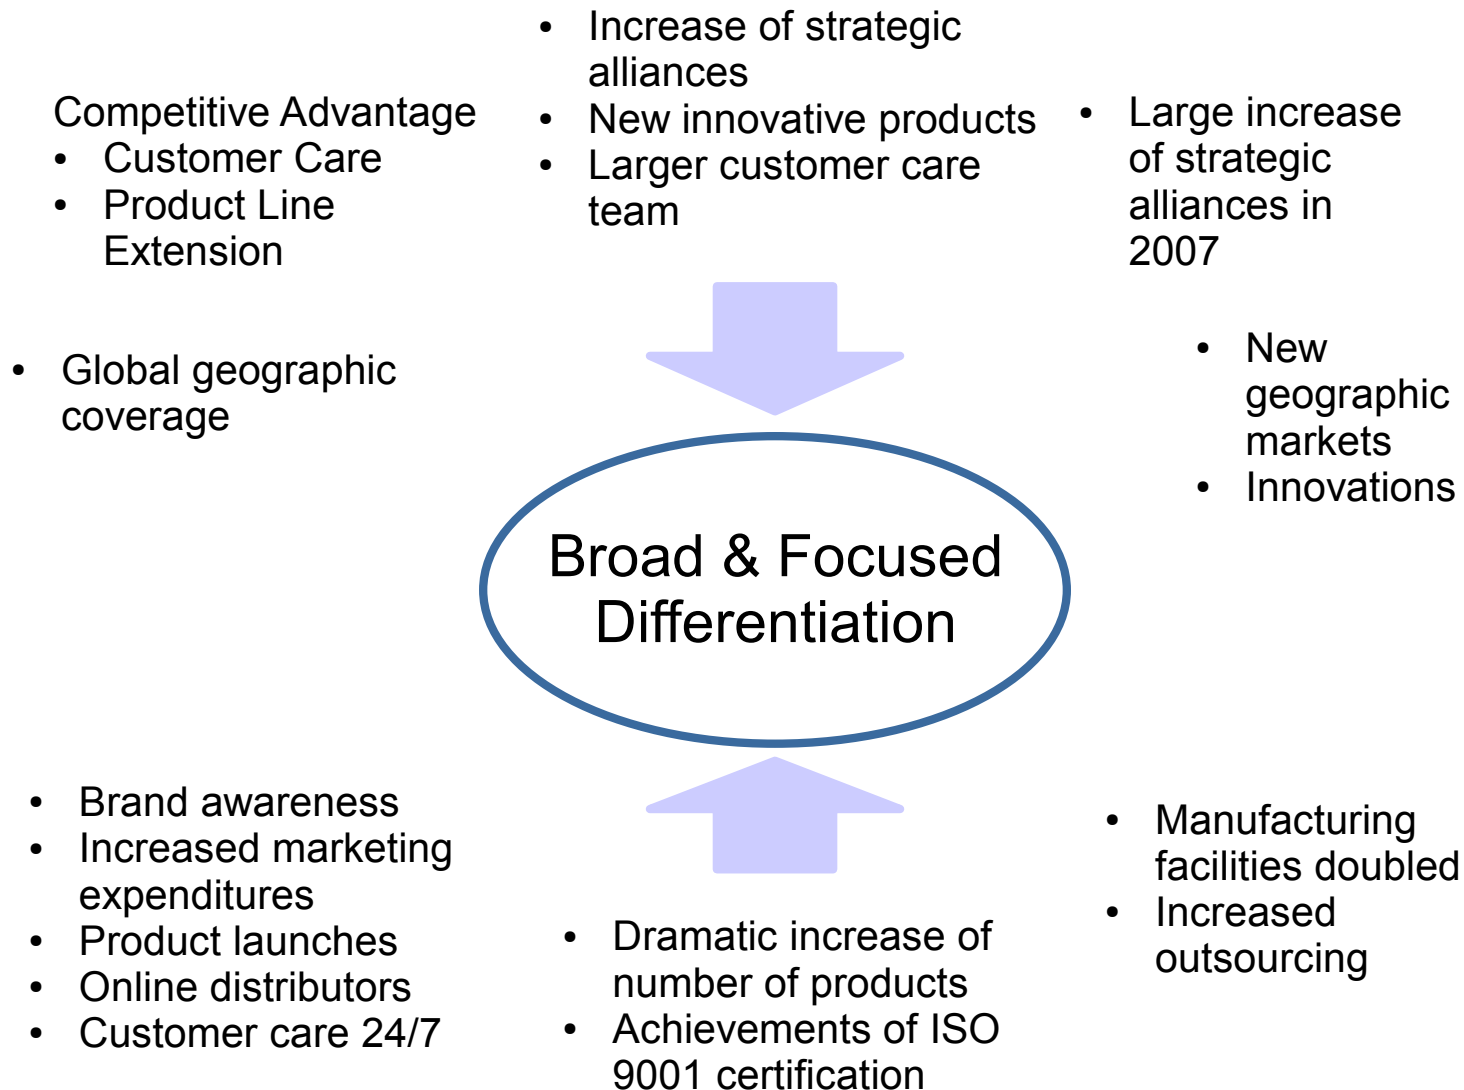 Competitive Advantage
• Customer Care
• Product Line
Extension
• Increase of strategic
alliances
• New innovative products
• Larger customer care
team
• Large increase
of strategic
alliances in
2007
• Global geographic
coverage
• New
geographic
markets
• Innovations
Broad & Focused
Differentiation
• Brand awareness
• Increased marketing
expenditures
• Product launches
• Online distributors
• Customer care 24/7
• Dramatic increase of
number of products
• Achievements of ISO
9001 certification
• Manufacturing
facilities doubled
• Increased
outsourcing